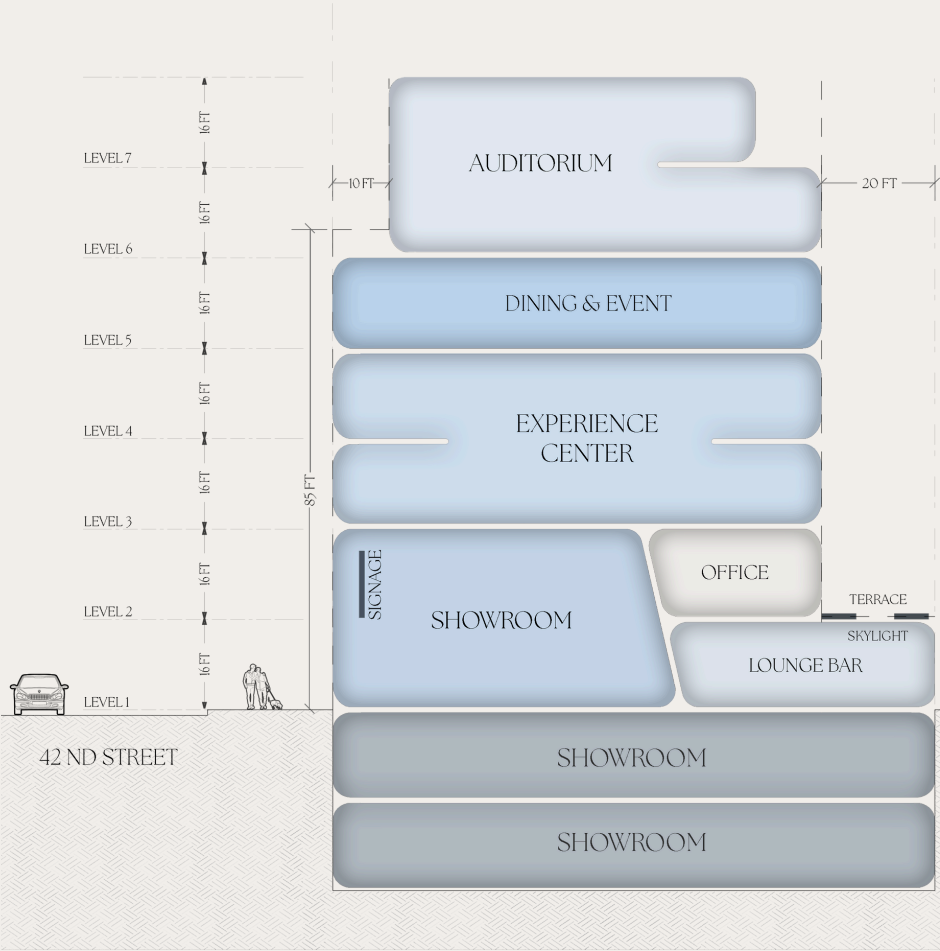 16 FT
LEVEL 7
AUDITORIUM
10 FT
20 FT
16 FT
LEVEL 6
16 FT
DINING & EVENT
LEVEL 5
16 FT
EXPERIENCE
CENTER
LEVEL 4
16 FT
85 FT
LEVEL 3
16 FT
SIGNAGE
OFFICE
TERRACE
LEVEL 2
SHOWROOM
SKYLIGHT
16 FT
LOUNGE BAR
LEVEL 1
42 ND STREET
SHOWROOM
SHOWROOM